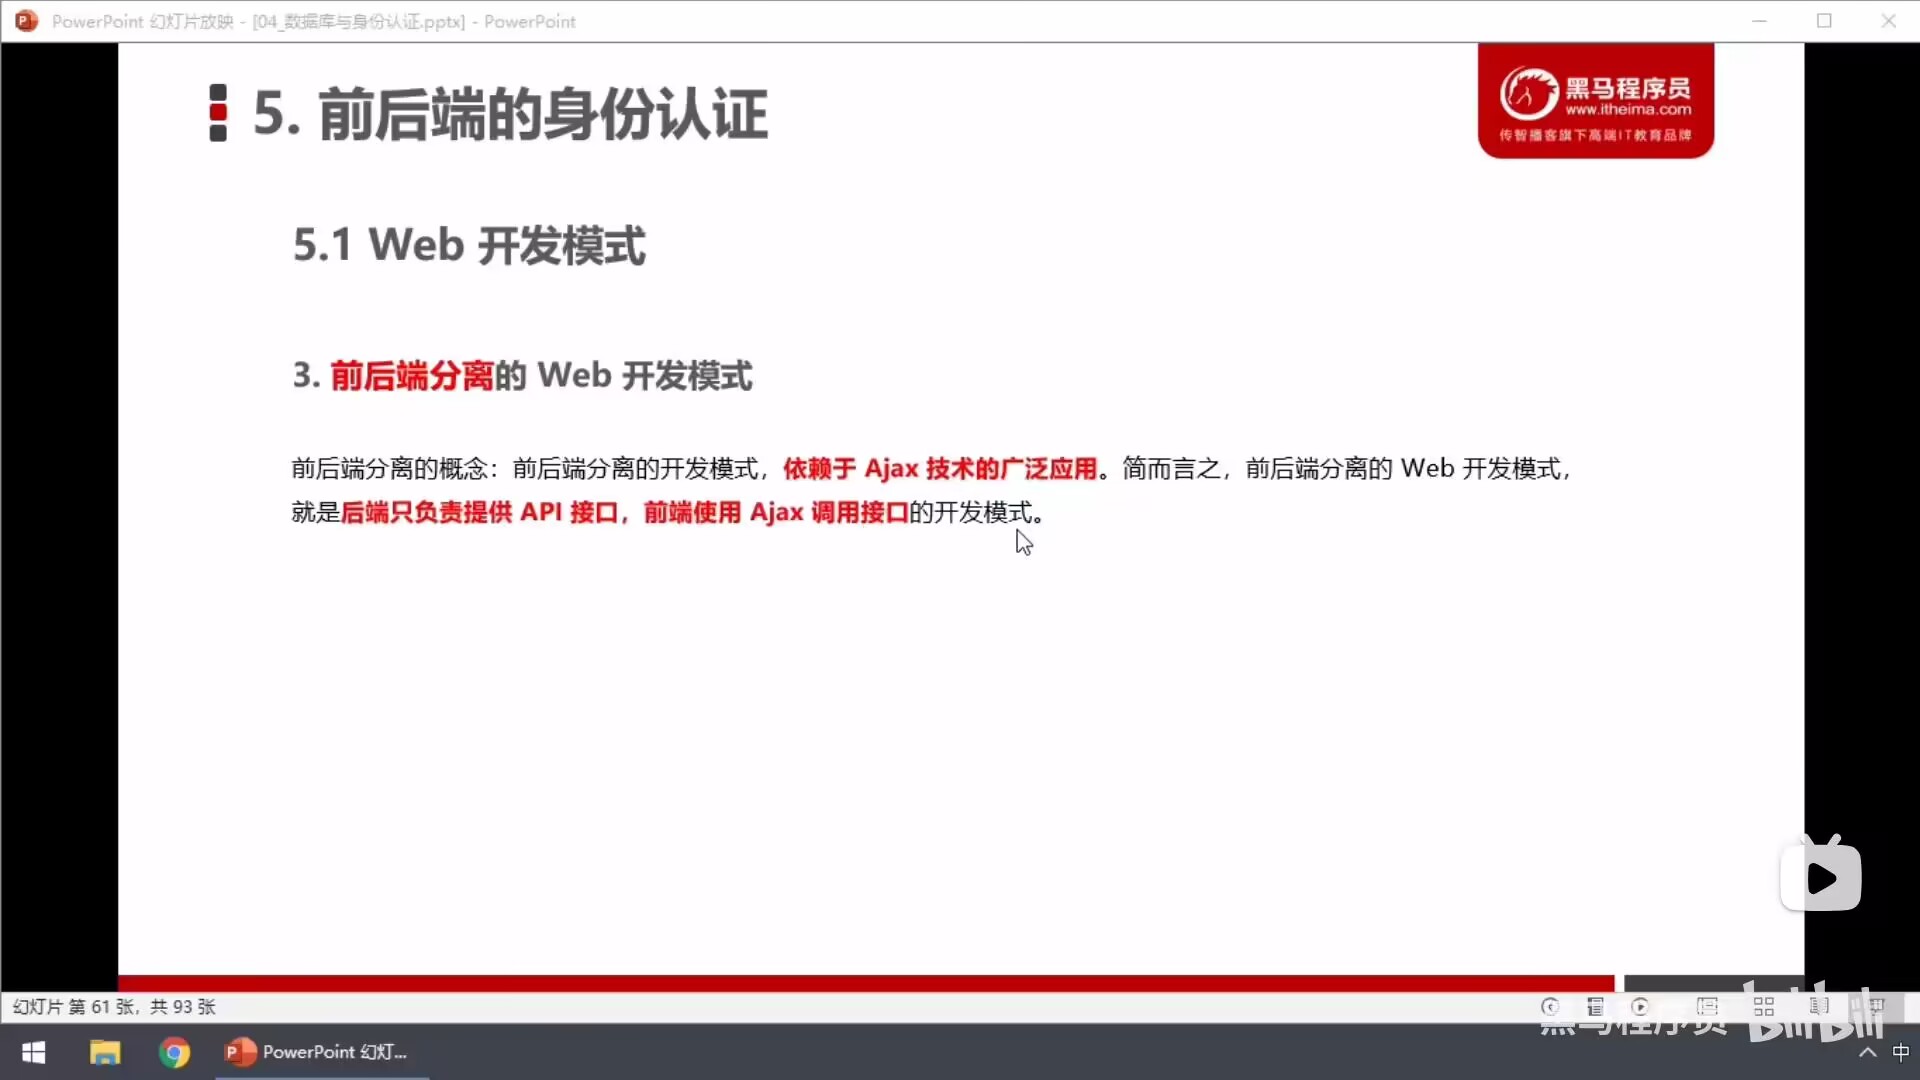 PowerPoint 幻灯片放映 - [04_数据库与身份认证.pptx] - PowerPoint
5. 前后端的身份认证
黑马程序员
www.itheima.com
传智播客旗下高端IT教育品牌
5.1 Web 开发模式
3. 前后端分离的 Web 开发模式
前后端分离的概念：前后端分离的开发模式，依赖于 Ajax 技术的广泛应用。简而言之，前后端分离的 Web 开发模式，
就是后端只负责提供 API 接口，前端使用 Ajax 调用接口的开发模式。
幻灯片 第 61 张，共 93 张
黑马程序员 bilibili
PowerPoint 幻灯...
中